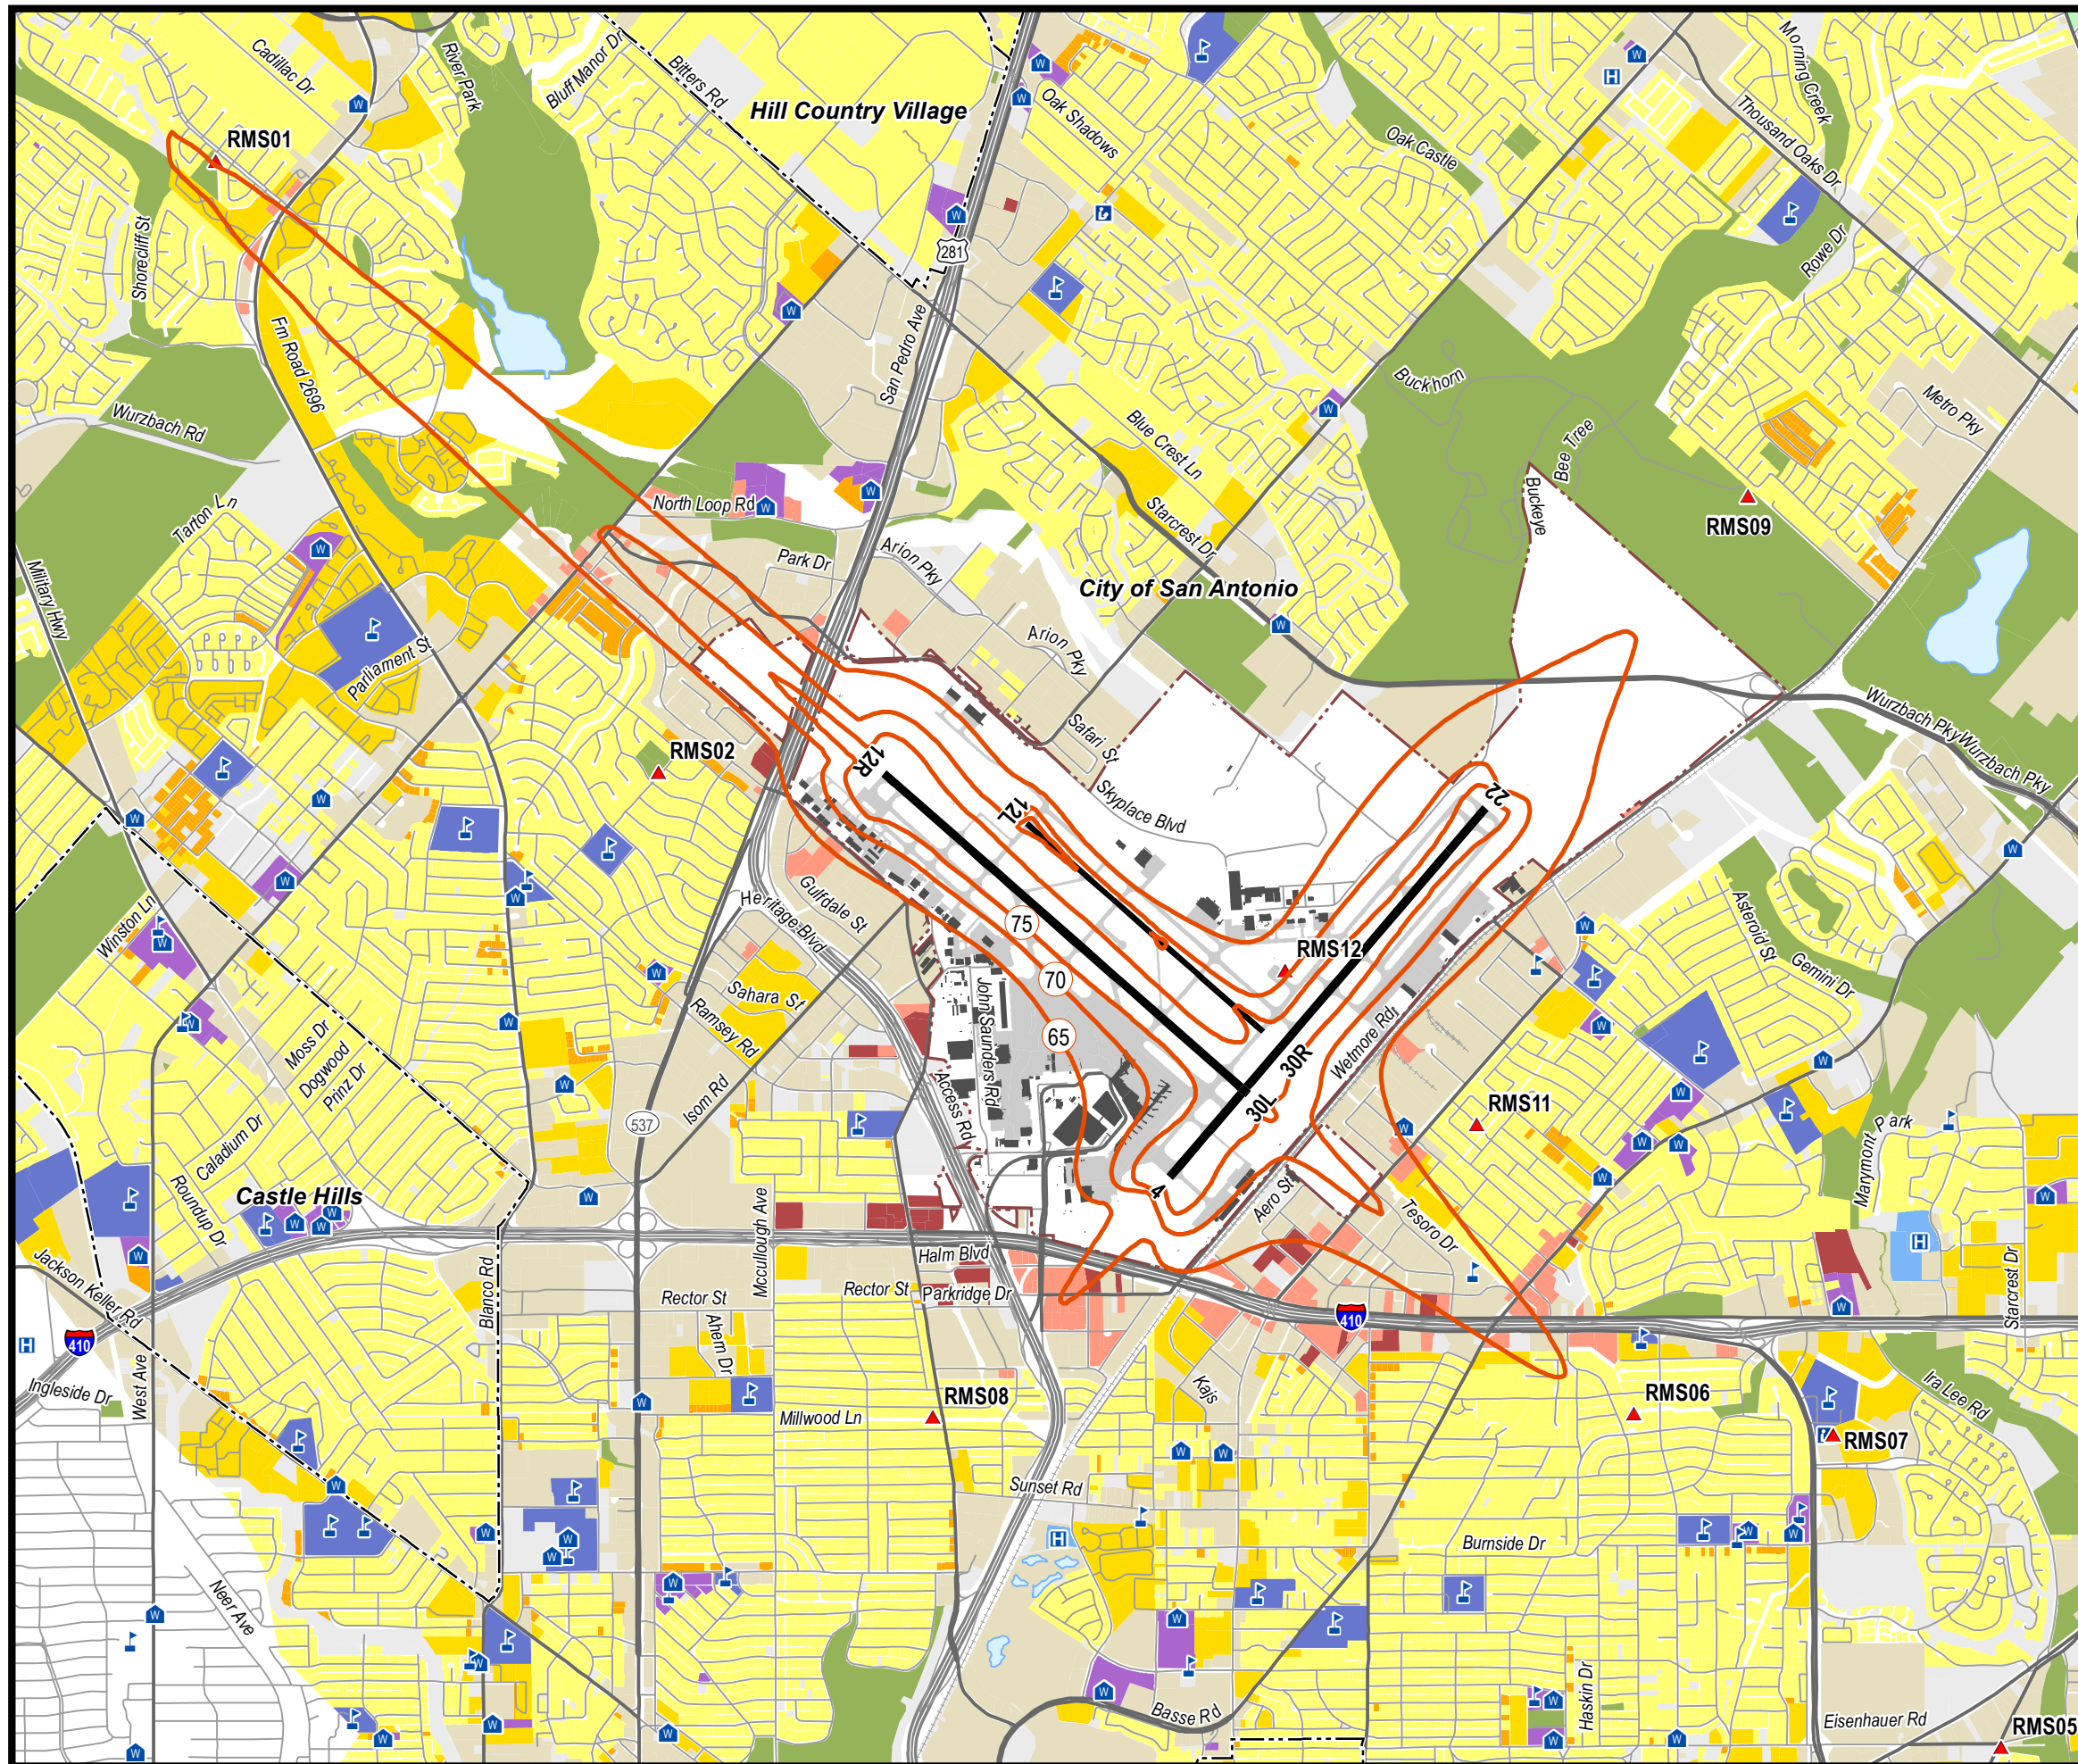 Cadillac Dr
River Park
Bluff Manor Dr
Bitters Rd
Hill Country Village
Oak Shadows
Oak Castle
Morning Creek
Thousand Oaks Dr
H
RMS01
281
Rowe Dr
Shorecliff St
Fm Road 2696
San Pedro Ave
Buckhorn
Metro Pky
Wurzbach Rd
Blue Crest Ln
Bee Tree
Buckeye
RMS09
Tarton Ln
North Loop Rd
Starcrest Dr
Park Dr
Arion Pky
City of San Antonio
Military Hwy
Arion Pky
Parliament St
Wurzbach Pky
Wurzbach Pky
RMS02
Safari St
12R
12L
22
Skyplace Blvd
Winston Ln
Heritage Blvd
Gulfdale St
75
70
65
RMS12
Asteroid St
Gemini Dr
Sahara St
Ramsey Rd
John Saunders Rd
Wetmore Rd
30R
30L
4
Moss Dr
Dogwood
Prinz Dr
Isom Rd
537
Access Rd
RMS11
Caladium Dr
Marymont Park
Castle Hills
Roundup Dr
Mccullough Ave
Aero St
Tesoro Dr
H
Jackson Keller Rd
Blanco Rd
Halm Blvd
Rector St
Rector St
Parkridge Dr
Starcrest Dr
410
410
H
West Ave
Ahern Dr
Ingleside Dr
Kajs
RMS08
RMS06
Ira Lee Rd
RMS07
Millwood Ln
Sunset Rd
H
Burnside Dr
Neer Ave
Haskin Dr
Basse Rd
Eisenhauer Rd
RMS05